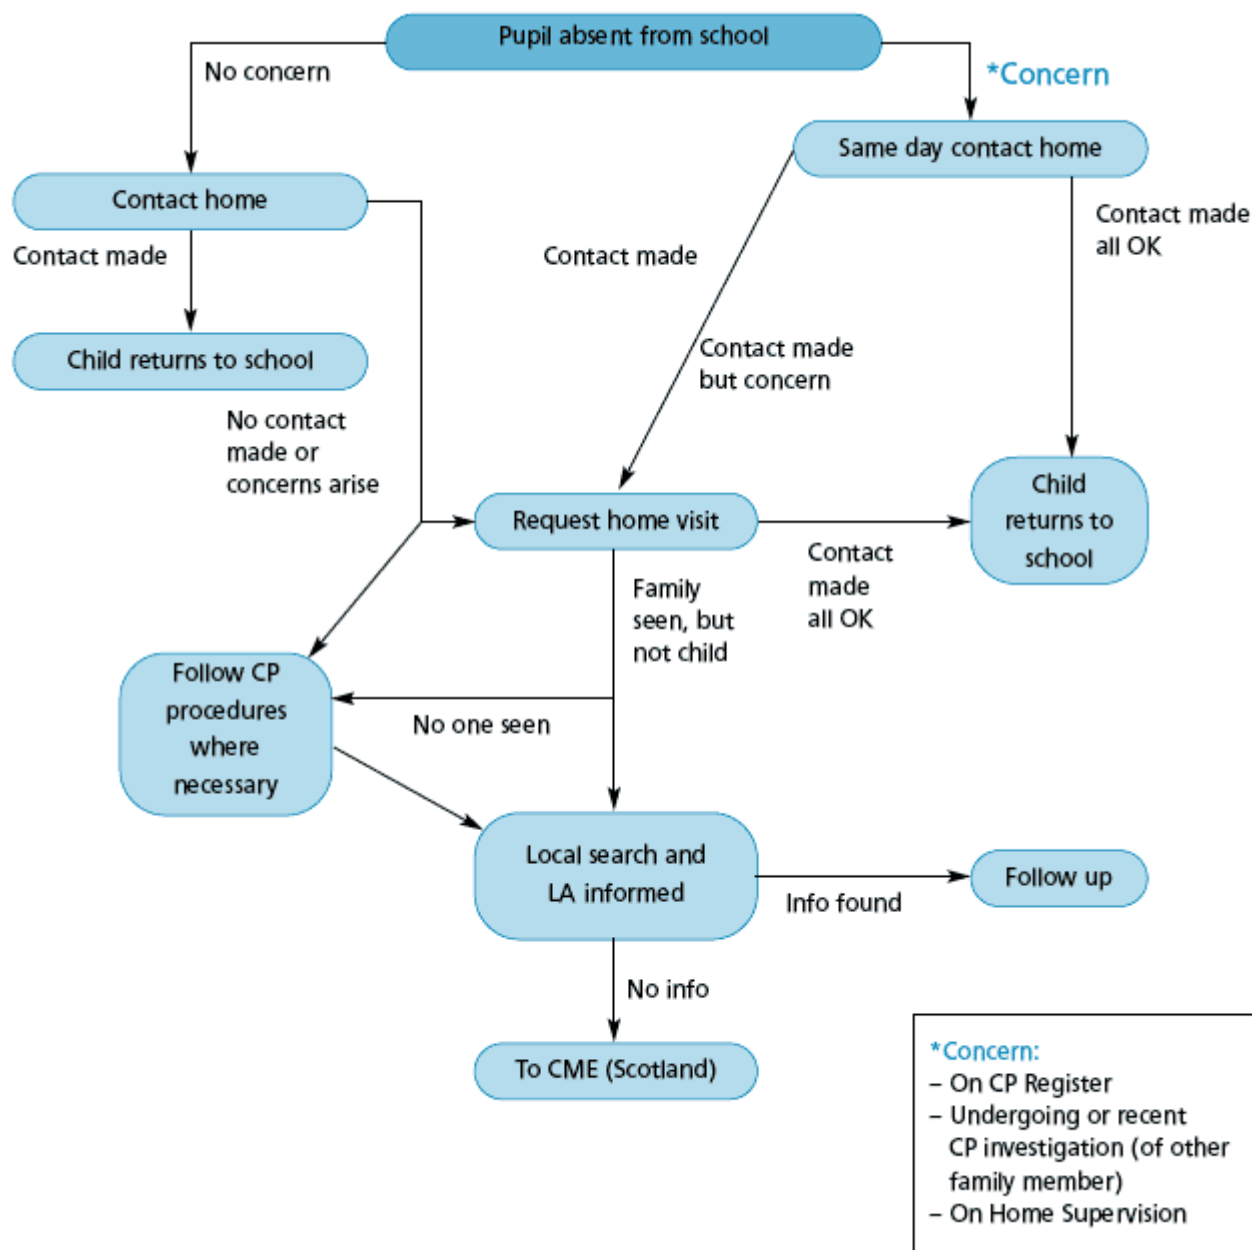 Pupil absent from school
No concern
*Concern
Same day contact home
Contact home
Contact made
all OK
Contact made
Contact made
Child returns to school
Contact made
but concern
No contact
made or
concerns arise
Request home visit
Child
returns to
school
Contact
made
all OK
Family
seen, but
not child
Follow CP
procedures
where
necessary
No one seen
Local search and
LA informed
Info found
Follow up
No info
To CME (Scotland)
*Concern:
– On CP Register
– Undergoing or recent
CP investigation (of other
family member)
– On Home Supervision